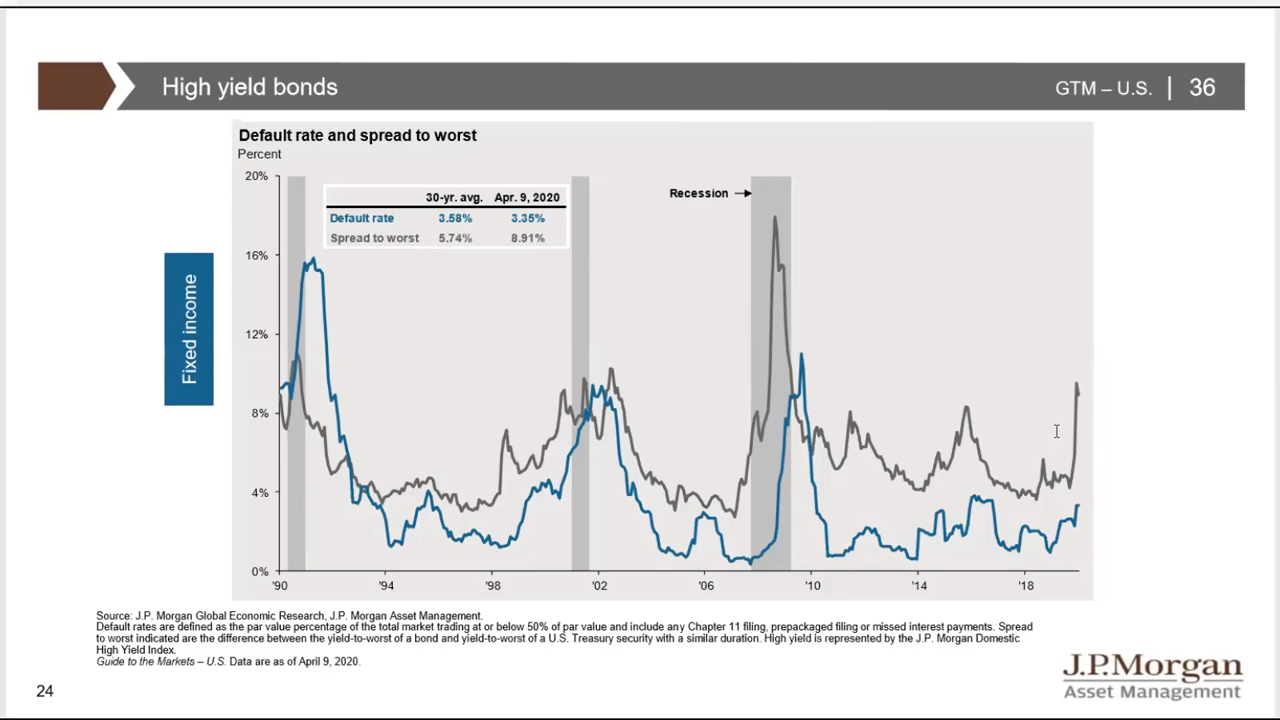 High yield bonds
GTM – U.S. | 36
Default rate and spread to worst
Percent
20%
16%
12%
8%
4%
0%
30-yr. avg. Apr. 9, 2020
Default rate 3.58% 3.35%
Spread to worst 5.74% 8.91%
Recession
Fixed income
'90 '94 '98 '02 '06 '10 '14 '18
Source: J.P. Morgan Global Economic Research, J.P. Morgan Asset Management.
Default rates are defined as the par value percentage of the total market trading at or below 50% of par value and include any Chapter 11 filing, prepackaged filing or missed interest payments. Spread
to worst indicated are the difference between the yield-to-worst of a bond and yield-to-worst of a U.S. Treasury security with a similar duration. High yield is represented by the J.P. Morgan Domestic
High Yield Index.
Guide to the Markets – U.S. Data are as of April 9, 2020.
24
J.P.Morgan
Asset Management